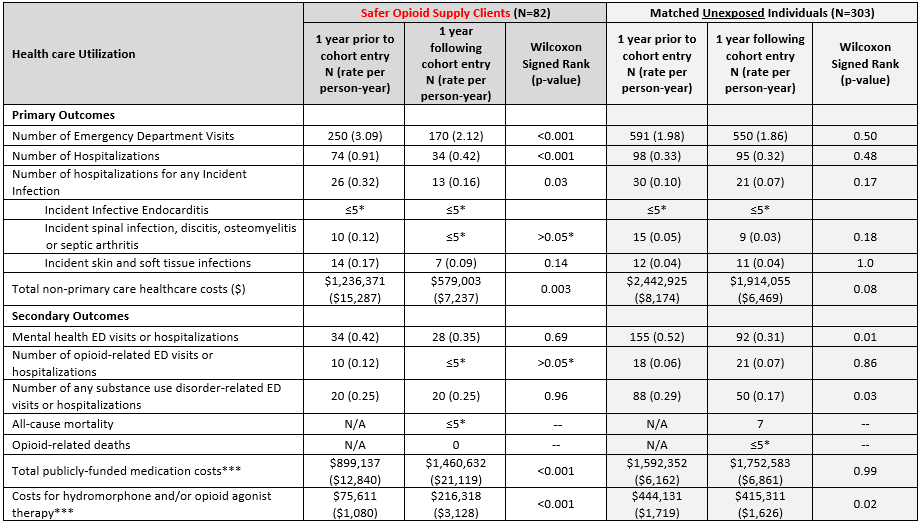 Health care Utilization
Safer Opioid Supply Clients (N=82)
Matched Unexposed Individuals (N=303)
1 year prior to
cohort entry
N (rate per
person-year)
1 year
following
cohort entry
N (rate per
person-year)
Wilcoxon
Signed Rank
(p-value)
1 year prior to
cohort entry
N (rate per
person-year)
1 year following
cohort entry
N (rate per
person-year)
Wilcoxon
Signed Rank
(p-value)
Primary Outcomes
Number of Emergency Department Visits 250 (3.09) 170 (2.12) <0.001 591 (1.98) 550 (1.86) 0.50
Number of Hospitalizations 74 (0.91) 34 (0.42) <0.001 98 (0.33) 95 (0.32) 0.48
Number of hospitalizations for any Incident
Infection 26 (0.32) 13 (0.16) 0.03 30 (0.10) 21 (0.07) 0.17
Incident Infective Endocarditis ≤5* ≤5* ≤5* ≤5*
Incident spinal infection, discitis, osteomyelitis
or septic arthritis 10 (0.12) ≤5* >0.05* 15 (0.05) 9 (0.03) 0.18
Incident skin and soft tissue infections 14 (0.17) 7 (0.09) 0.14 12 (0.04) 11 (0.04) 1.0
Total non-primary care healthcare costs ($) $1,236,371 $579,003 0.003 $2,442,925 $1,914,055 0.08
($15,287) ($7,237) ($8,174) ($6,469)
Secondary Outcomes
Mental health ED visits or hospitalizations 34 (0.42) 28 (0.35) 0.69 155 (0.52) 92 (0.31) 0.01
Number of opioid-related ED visits or
hospitalizations 10 (0.12) ≤5* >0.05* 18 (0.06) 21 (0.07) 0.86
Number of any substance use disorder-related ED
visits or hospitalizations 20 (0.25) 20 (0.25) 0.96 88 (0.29) 50 (0.17) 0.03
All-cause mortality N/A ≤5* -- N/A 7 --
Opioid-related deaths N/A 0 -- N/A ≤5* --
Total publicly-funded medication costs*** $899,137 $1,460,632 <0.001 $1,592,352 $1,752,583 0.99
($12,840) ($21,119) ($6,162) ($6,861)
Costs for hydromorphone and/or opioid agonist $75,611 $216,318 <0.001 $444,131 $415,311 0.02
therapy*** ($1,080) ($3,128) ($1,719) ($1,626)